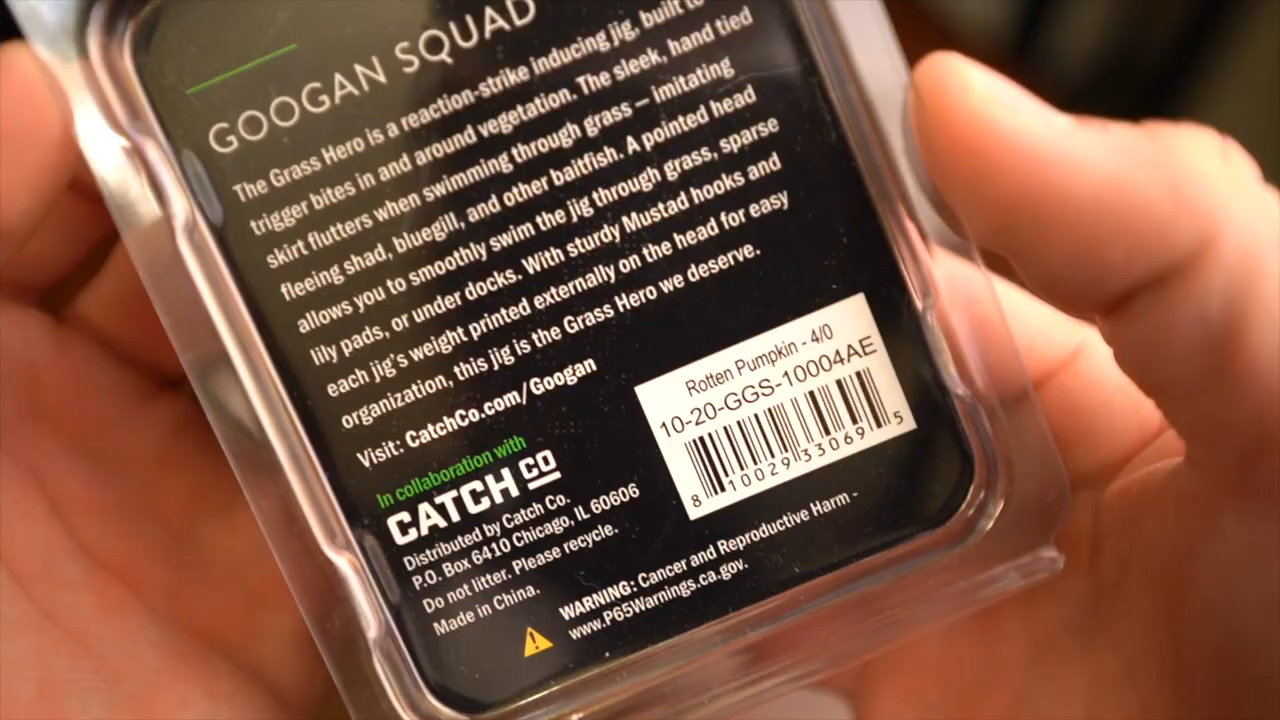 GOOGAN SQUAD
The Grass Hero is a reaction-strike inducing jig, built to
trigger bites in and around vegetation. The sleek, hand tied
skirt flutters when swimming through grass – imitating
fleeing shad, bluegill, and other baitfish. A pointed head
allows you to smoothly swim the jig through grass, sparse
lily pads, or under docks. With sturdy Mustad hooks and
each jig's weight printed externally on the head for easy
organization, this jig is the Grass Hero we deserve.
Visit: CatchCo.com/Googan
In collaboration with
CATCH CO
Distributed by Catch Co.
P.O. Box 6410 Chicago, IL 60606
Do not litter. Please recycle.
Made in China.
Rotten Pumpkin - 4/0
10-20-GGS-10004AE
8 10029 33069 5
WARNING: Cancer and Reproductive Harm -
www.P65Warnings.ca.gov.